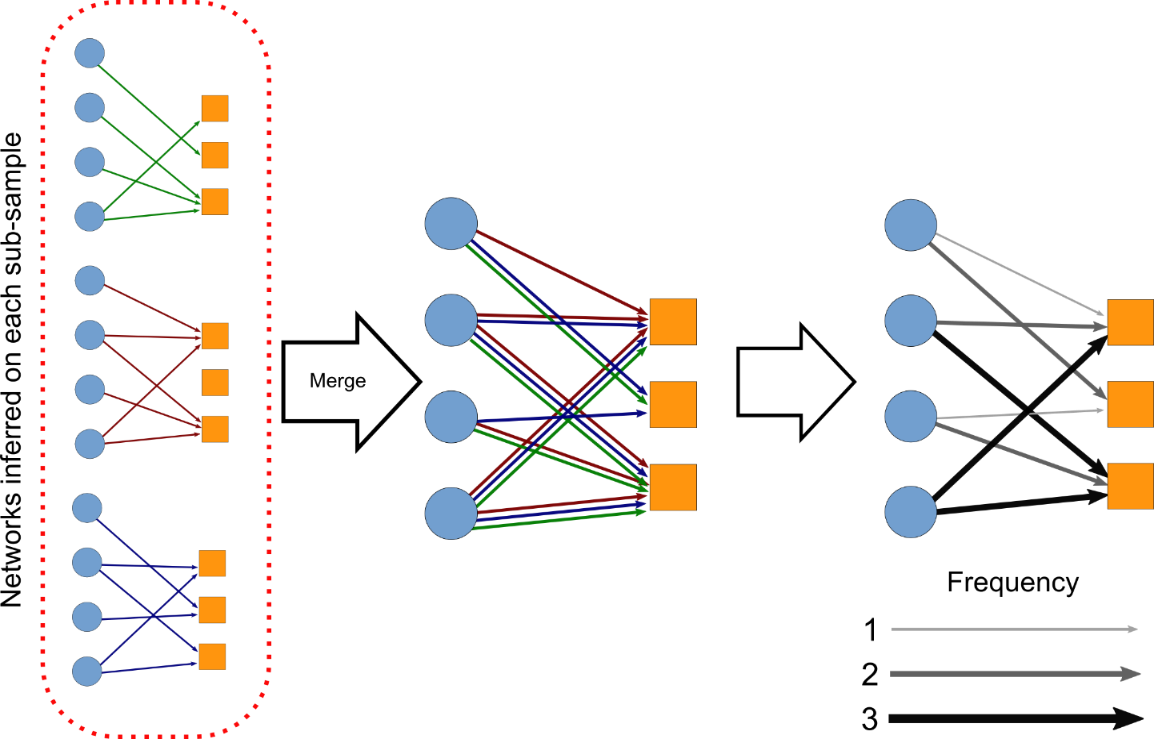 Networks inferred on each sub-sample
Merge
Frequency
1
2
3